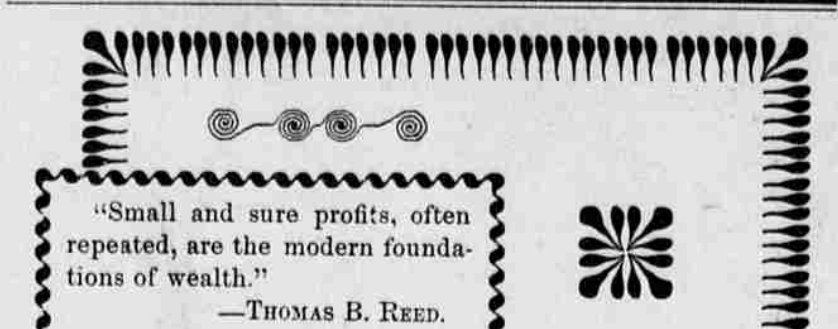 "Small and sure profits, often
repeated, are the modern founda-
tions of wealth."
—THOMAS B. REED.